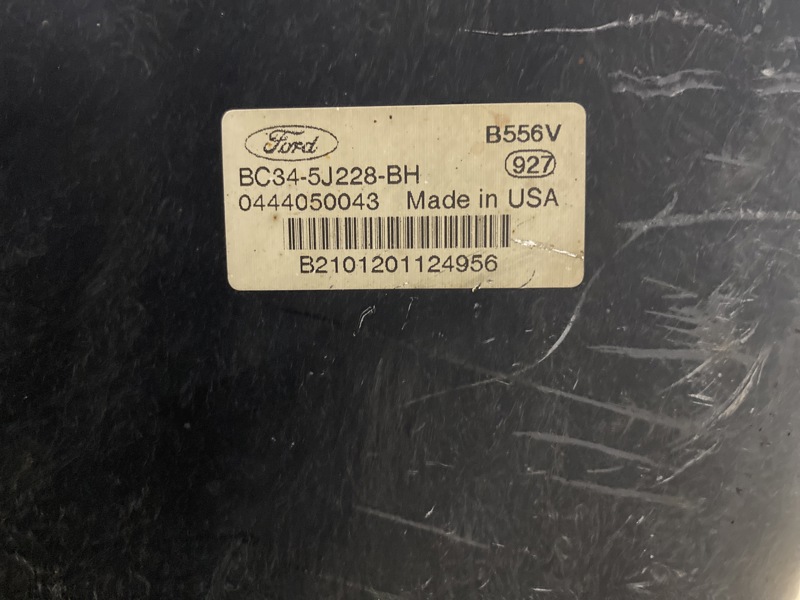 Ford B556V
BC34-5J228-BH 927
0444050043 Made in USA
B2101201124956